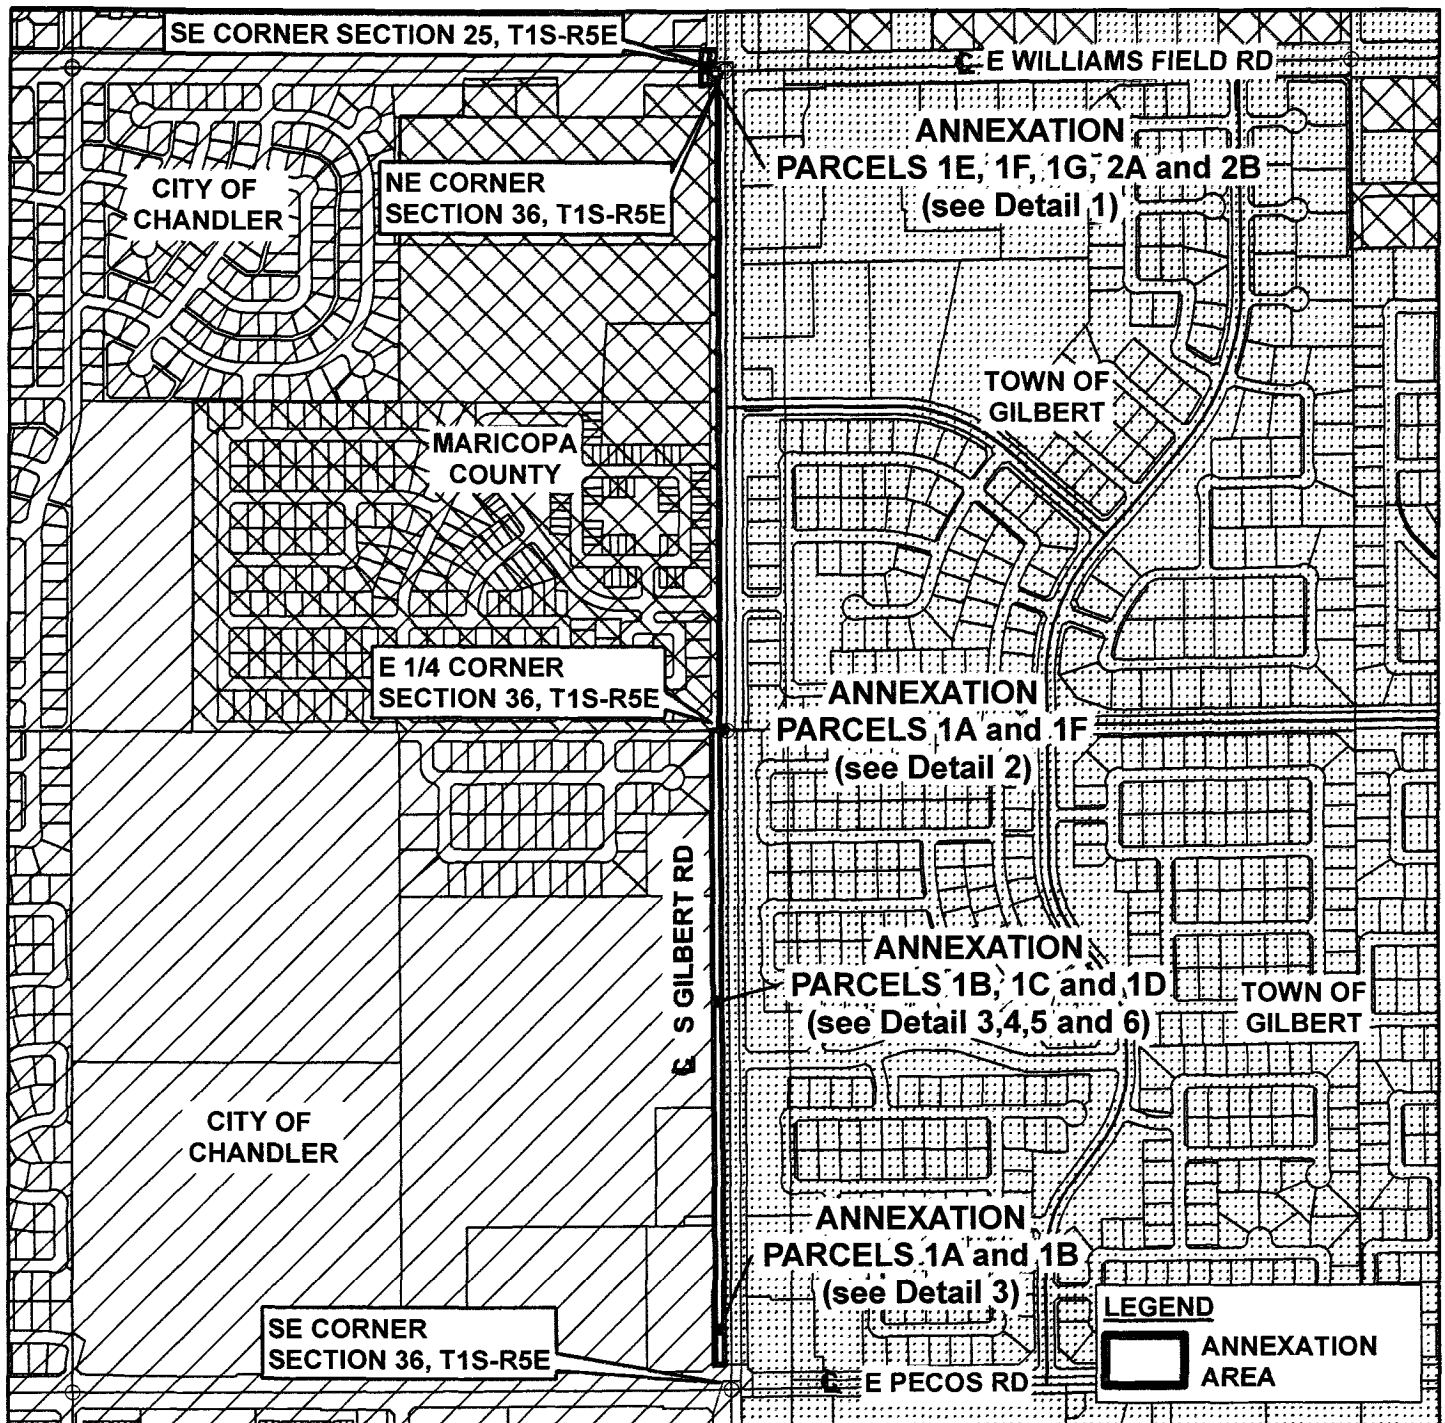 SE CORNER SECTION 25, T1S-R5E
E WILLIAMS FIELD RD
ANNEXATION
PARCELS 1E, 1F, 1G, 2A and 2B
(see Detail 1)
CITY OF
CHANDLER
NE CORNER
SECTION 36, T1S-R5E
TOWN OF
GILBERT
MARICOPA
COUNTY
E 1/4 CORNER
SECTION 36, T1S-R5E
ANNEXATION
PARCELS 1A and 1F
(see Detail 2)
S GILBERT RD
ANNEXATION
PARCELS 1B, 1C and 1D
(see Detail 3,4,5 and 6)
TOWN OF
GILBERT
CITY OF
CHANDLER
ANNEXATION
PARCELS 1A and 1B
(see Detail 3)
SE CORNER
SECTION 36, T1S-R5E
E PECOS RD
LEGEND
ANNEXATION
AREA